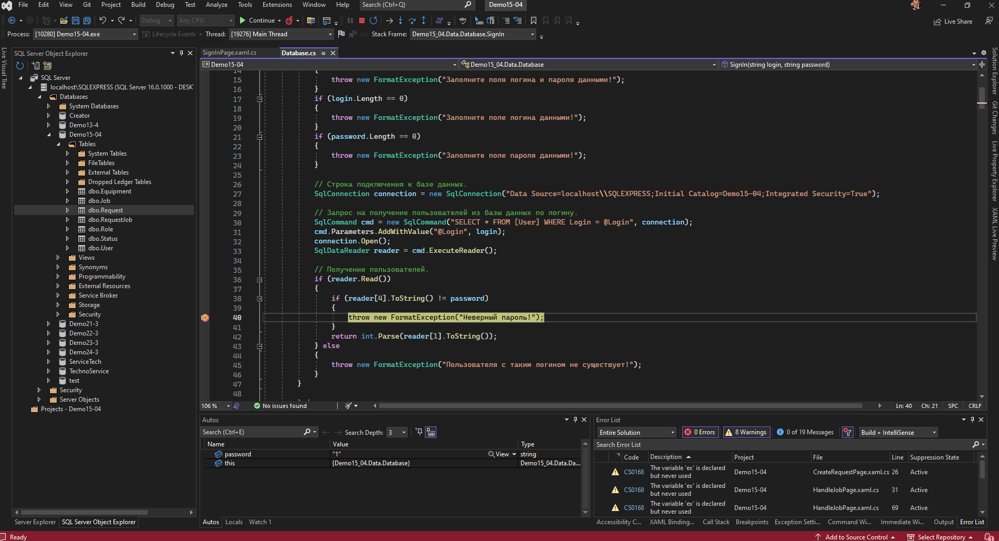 File Edit View Git Project Build Debug Test Analyze Tools Extensions Window Help Search (Ctrl+Q) Demo15-04
Debug Any CPU Continue Live Share
Process: [10280] Demo15-04.exe Lifecycle Events Thread: [19276] Main Thread Stack Frame: Demo15_04.Data.Database.SignIn
Live Visual Tree
SQL Server Object Explorer
SQL Server
localhost\SQLEXPRESS (SQL Server 16.0.1000 - DESKT
Databases
System Databases
Creator
Demo13-4
Demo15-04
Tables
System Tables
FileTables
External Tables
Dropped Ledger Tables
dbo.Equipment
dbo.Job
dbo.Request
dbo.RequestJob
dbo.Role
dbo.Status
dbo.User
Views
Synonyms
Programmability
External Resources
Service Broker
Storage
Security
Demo21-3
Demo22-3
Demo23-3
Demo24-3
ServiceTech
TechnoService
test
Security
Server Objects
Projects - Demo15-04
Server Explorer SQL Server Object Explorer
SignInPage.xaml.cs Database.cs
C# Demo15-04 Demo15_04.Data.Database SignIn(string login, string password)
14 {
15 throw new FormatException("Заполните поля логина и пароля данными!");
16 }
17 if (login.Length == 0)
18 {
19 throw new FormatException("Заполните поле логина данными!");
20 }
21 if (password.Length == 0)
22 {
23 throw new FormatException("Заполните поле пароля данными!");
24 }
25
26 // Строка подключения к базе данных.
27 SqlConnection connection = new SqlConnection("Data Source=localhost\\SQLEXPRESS;Initial Catalog=Demo15-04;Integrated Security=True");
28
29 // Запрос на получение пользователей из базы данных по логину.
30 SqlCommand cmd = new SqlCommand("SELECT * FROM [User] WHERE Login = @Login", connection);
31 cmd.Parameters.AddWithValue("@Login", login);
32 connection.Open();
33 SqlDataReader reader = cmd.ExecuteReader();
34
35 // Получение пользователей.
36 if (reader.Read())
37 {
38 if (reader[4].ToString() != password)
39 {
40 throw new FormatException("Неверный пароль!");
41 }
42 return int.Parse(reader[1].ToString());
43 } else
44 {
45 throw new FormatException("Пользователя с таким логином не существует!");
46 }
47 }
48
106 % No issues found Ln: 40 Ch: 21 SPC CRLF
Autos
Search (Ctrl+E) Search Depth: 3
Name Value Type
password "1" View string
this {Demo15_04.Data.Database} Demo15_04.Data.Da...
Autos Locals Watch 1
Error List
Entire Solution 0 Errors 8 Warnings 0 of 19 Messages Build + IntelliSense
Search Error List
Code Description Project File Line Suppression State
CS0168 The variable 'ex' is declared Demo15-04 CreateRequestPage.xaml.cs 26 Active
but never used
CS0168 The variable 'ex' is declared Demo15-04 HandleJobPage.xaml.cs 31 Active
but never used
CS0168 The variable 'ex' is declared Demo15-04 HandleJobPage.xaml.cs 69 Active
but never used
Accessibility C... XAML Binding... Call Stack Breakpoints Exception Setti... Command Wi... Immediate Wi... Output Error List
Solution Explorer
Git Changes
Live Property Explorer
XAML Live Preview
Ready Add to Source Control Select Repository 1